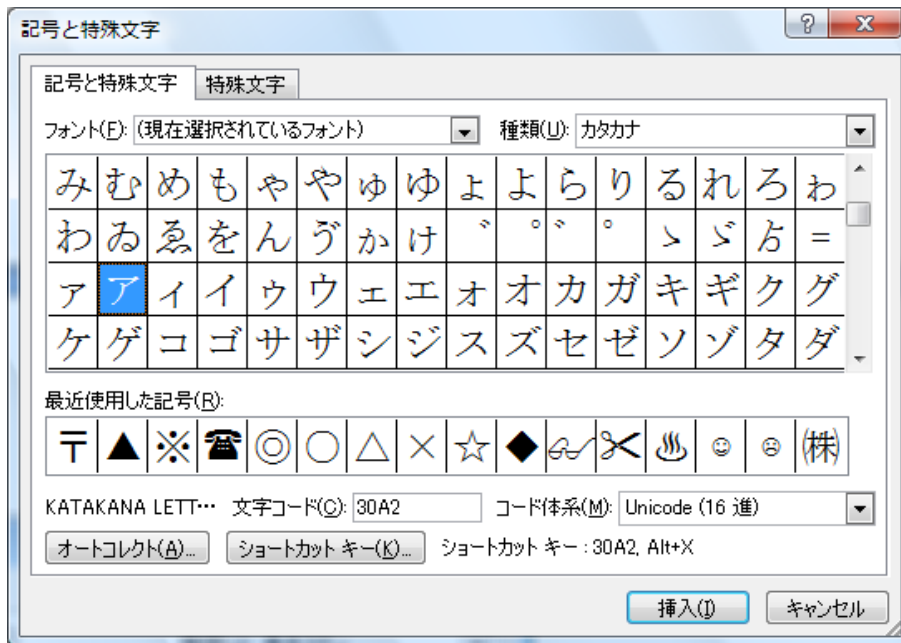 記号と特殊文字
記号と特殊文字 特殊文字
フォント(F): (現在選択されているフォント) 種類(U): カタカナ
み む め も ゃ や ゅ ゆ ょ よ ら り る れ ろ ゎ
わ ゐ ゑ を ん ゔ ゕ ゖ ゙ ゚ ゛ ゜ ゝ ゞ ゟ ゠
ァ ア ィ イ ゥ ウ ェ エ ォ オ カ ガ キ ギ ク グ
ケ ゲ コ ゴ サ ザ シ ジ ス ズ セ ゼ ソ ゾ タ ダ
最近使用した記号(R):
〒 ▲ ※ ☎ ◎ ○ △ × ☆ ◆ 👓 ✂ ♨ ☺ ☹ ㈱
KATAKANA LETT… 文字コード(C): 30A2 コード体系(M): Unicode (16 進)
オートコレクト(A)... ショートカット キー(K)... ショートカット キー : 30A2, Alt+X
挿入(I) キャンセル